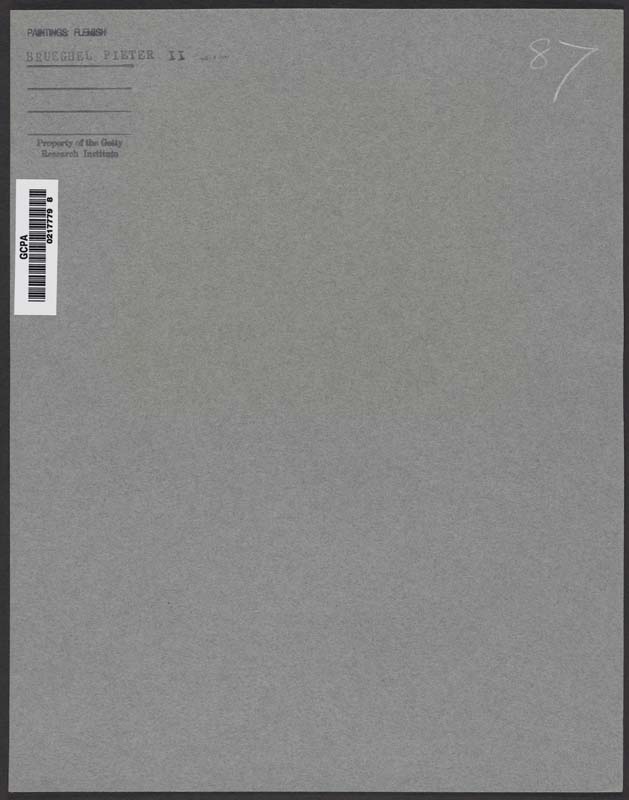 PAINTINGS: FLEMISH
BRUEGHEL PIETER II
87
Property of the Getty
Research Institute
GCPA
0217779 8